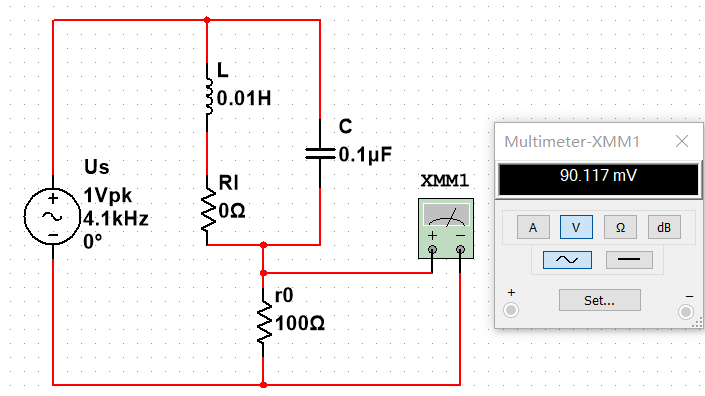 L
0.01H
C
0.1µF
Us
1Vpk
4.1kHz
0°
Rl
0Ω
XMM1
+ −
r0
100Ω
Multimeter-XMM1
90.117 mV
A V Ω dB
+ Set... −